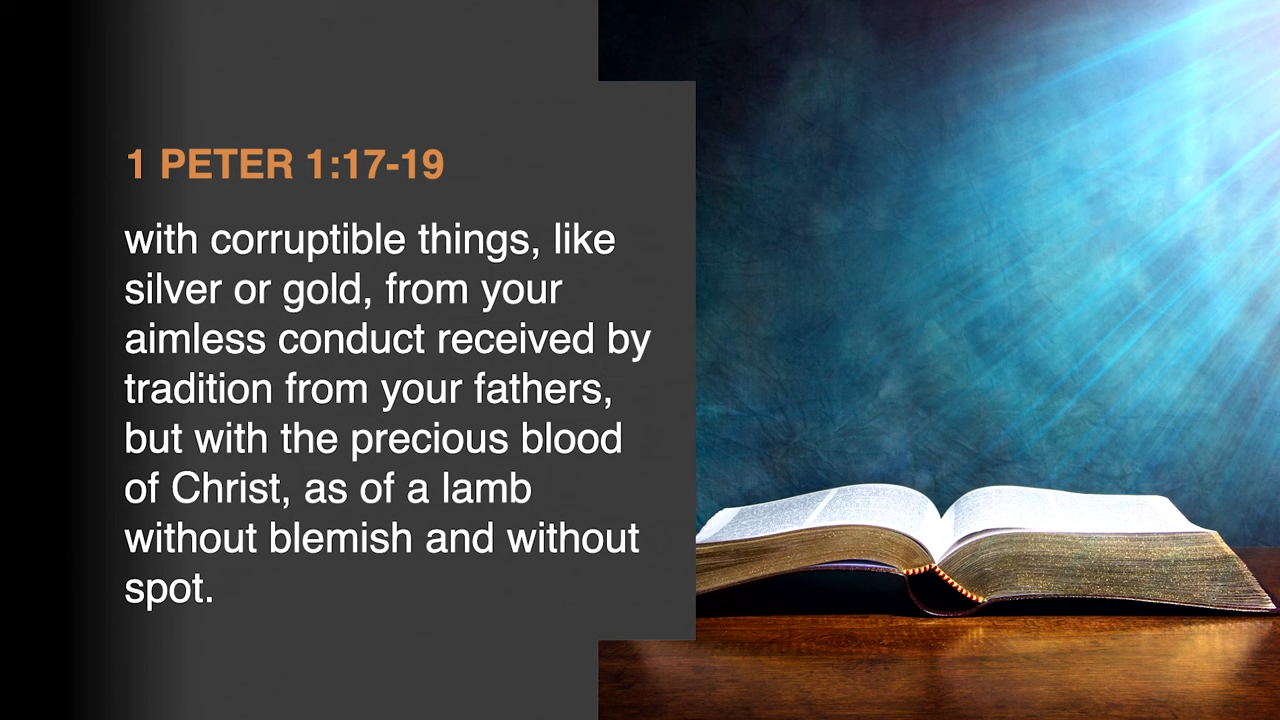 1 PETER 1:17-19
with corruptible things, like
silver or gold, from your
aimless conduct received by
tradition from your fathers,
but with the precious blood
of Christ, as of a lamb
without blemish and without
spot.